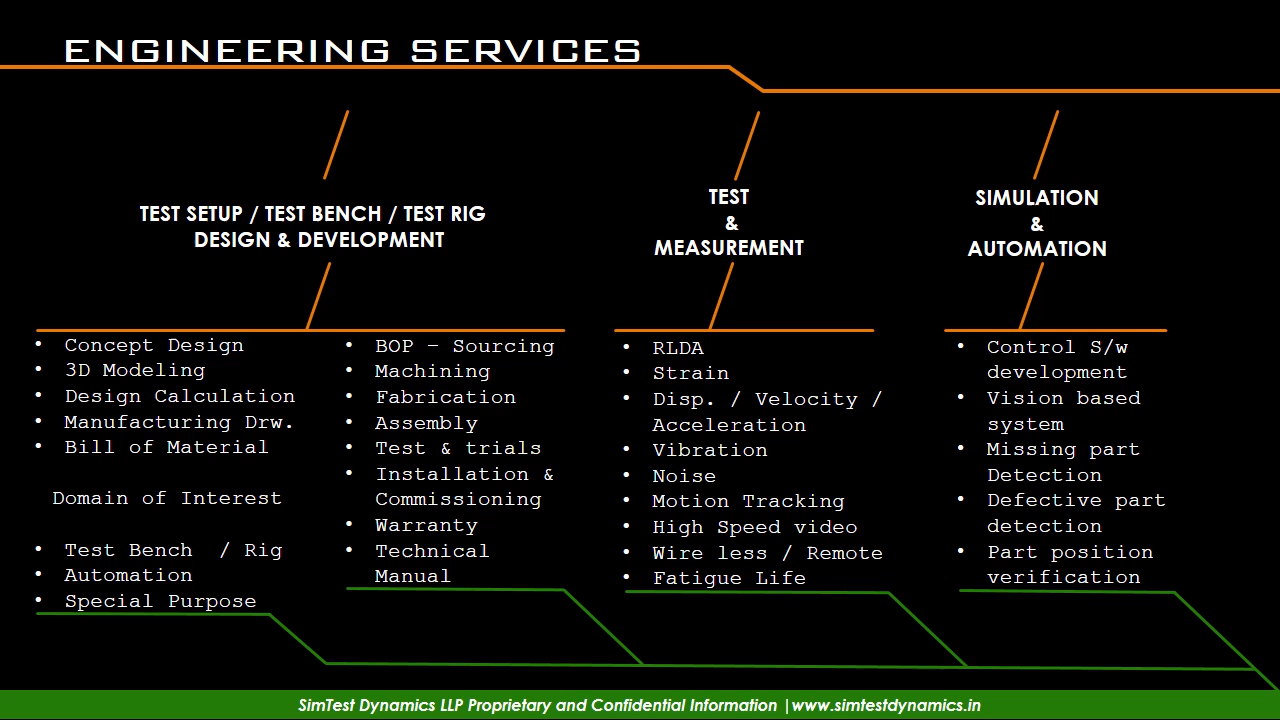 ENGINEERING SERVICES
TEST SETUP / TEST BENCH / TEST RIG
DESIGN & DEVELOPMENT
• Concept Design
• 3D Modeling
• Design Calculation
• Manufacturing Drw.
• Bill of Material
Domain of Interest
• Test Bench / Rig
• Automation
• Special Purpose
• BOP – Sourcing
• Machining
• Fabrication
• Assembly
• Test & trials
• Installation &
Commissioning
• Warranty
• Technical
Manual
TEST
&
MEASUREMENT
• RLDA
• Strain
• Disp. / Velocity /
Acceleration
• Vibration
• Noise
• Motion Tracking
• High Speed video
• Wire less / Remote
• Fatigue Life
SIMULATION
&
AUTOMATION
• Control S/w
development
• Vision based
system
• Missing part
Detection
• Defective part
detection
• Part position
verification
SimTest Dynamics LLP Proprietary and Confidential Information |www.simtestdynamics.in